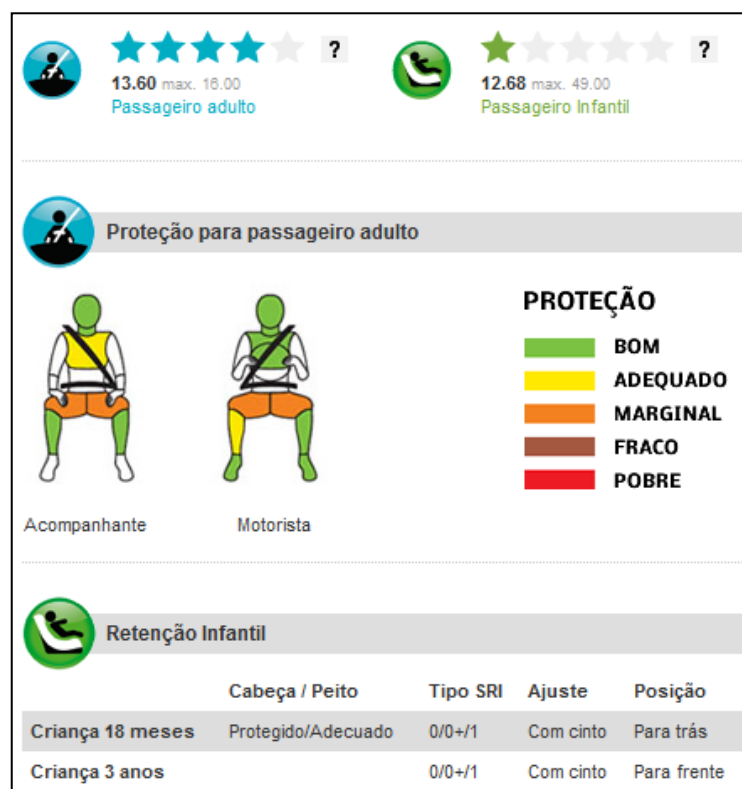 ? ?
13.60 max. 16.00 12.68 max. 49.00
Passageiro adulto Passageiro Infantil
Proteção para passageiro adulto
PROTEÇÃO
BOM
ADEQUADO
MARGINAL
FRACO
POBRE
Acompanhante Motorista
Retenção Infantil
Cabeça / Peito Tipo SRI Ajuste Posição
Criança 18 meses Protegido/Adecuado 0/0+/1 Com cinto Para trás
Criança 3 anos 0/0+/1 Com cinto Para frente